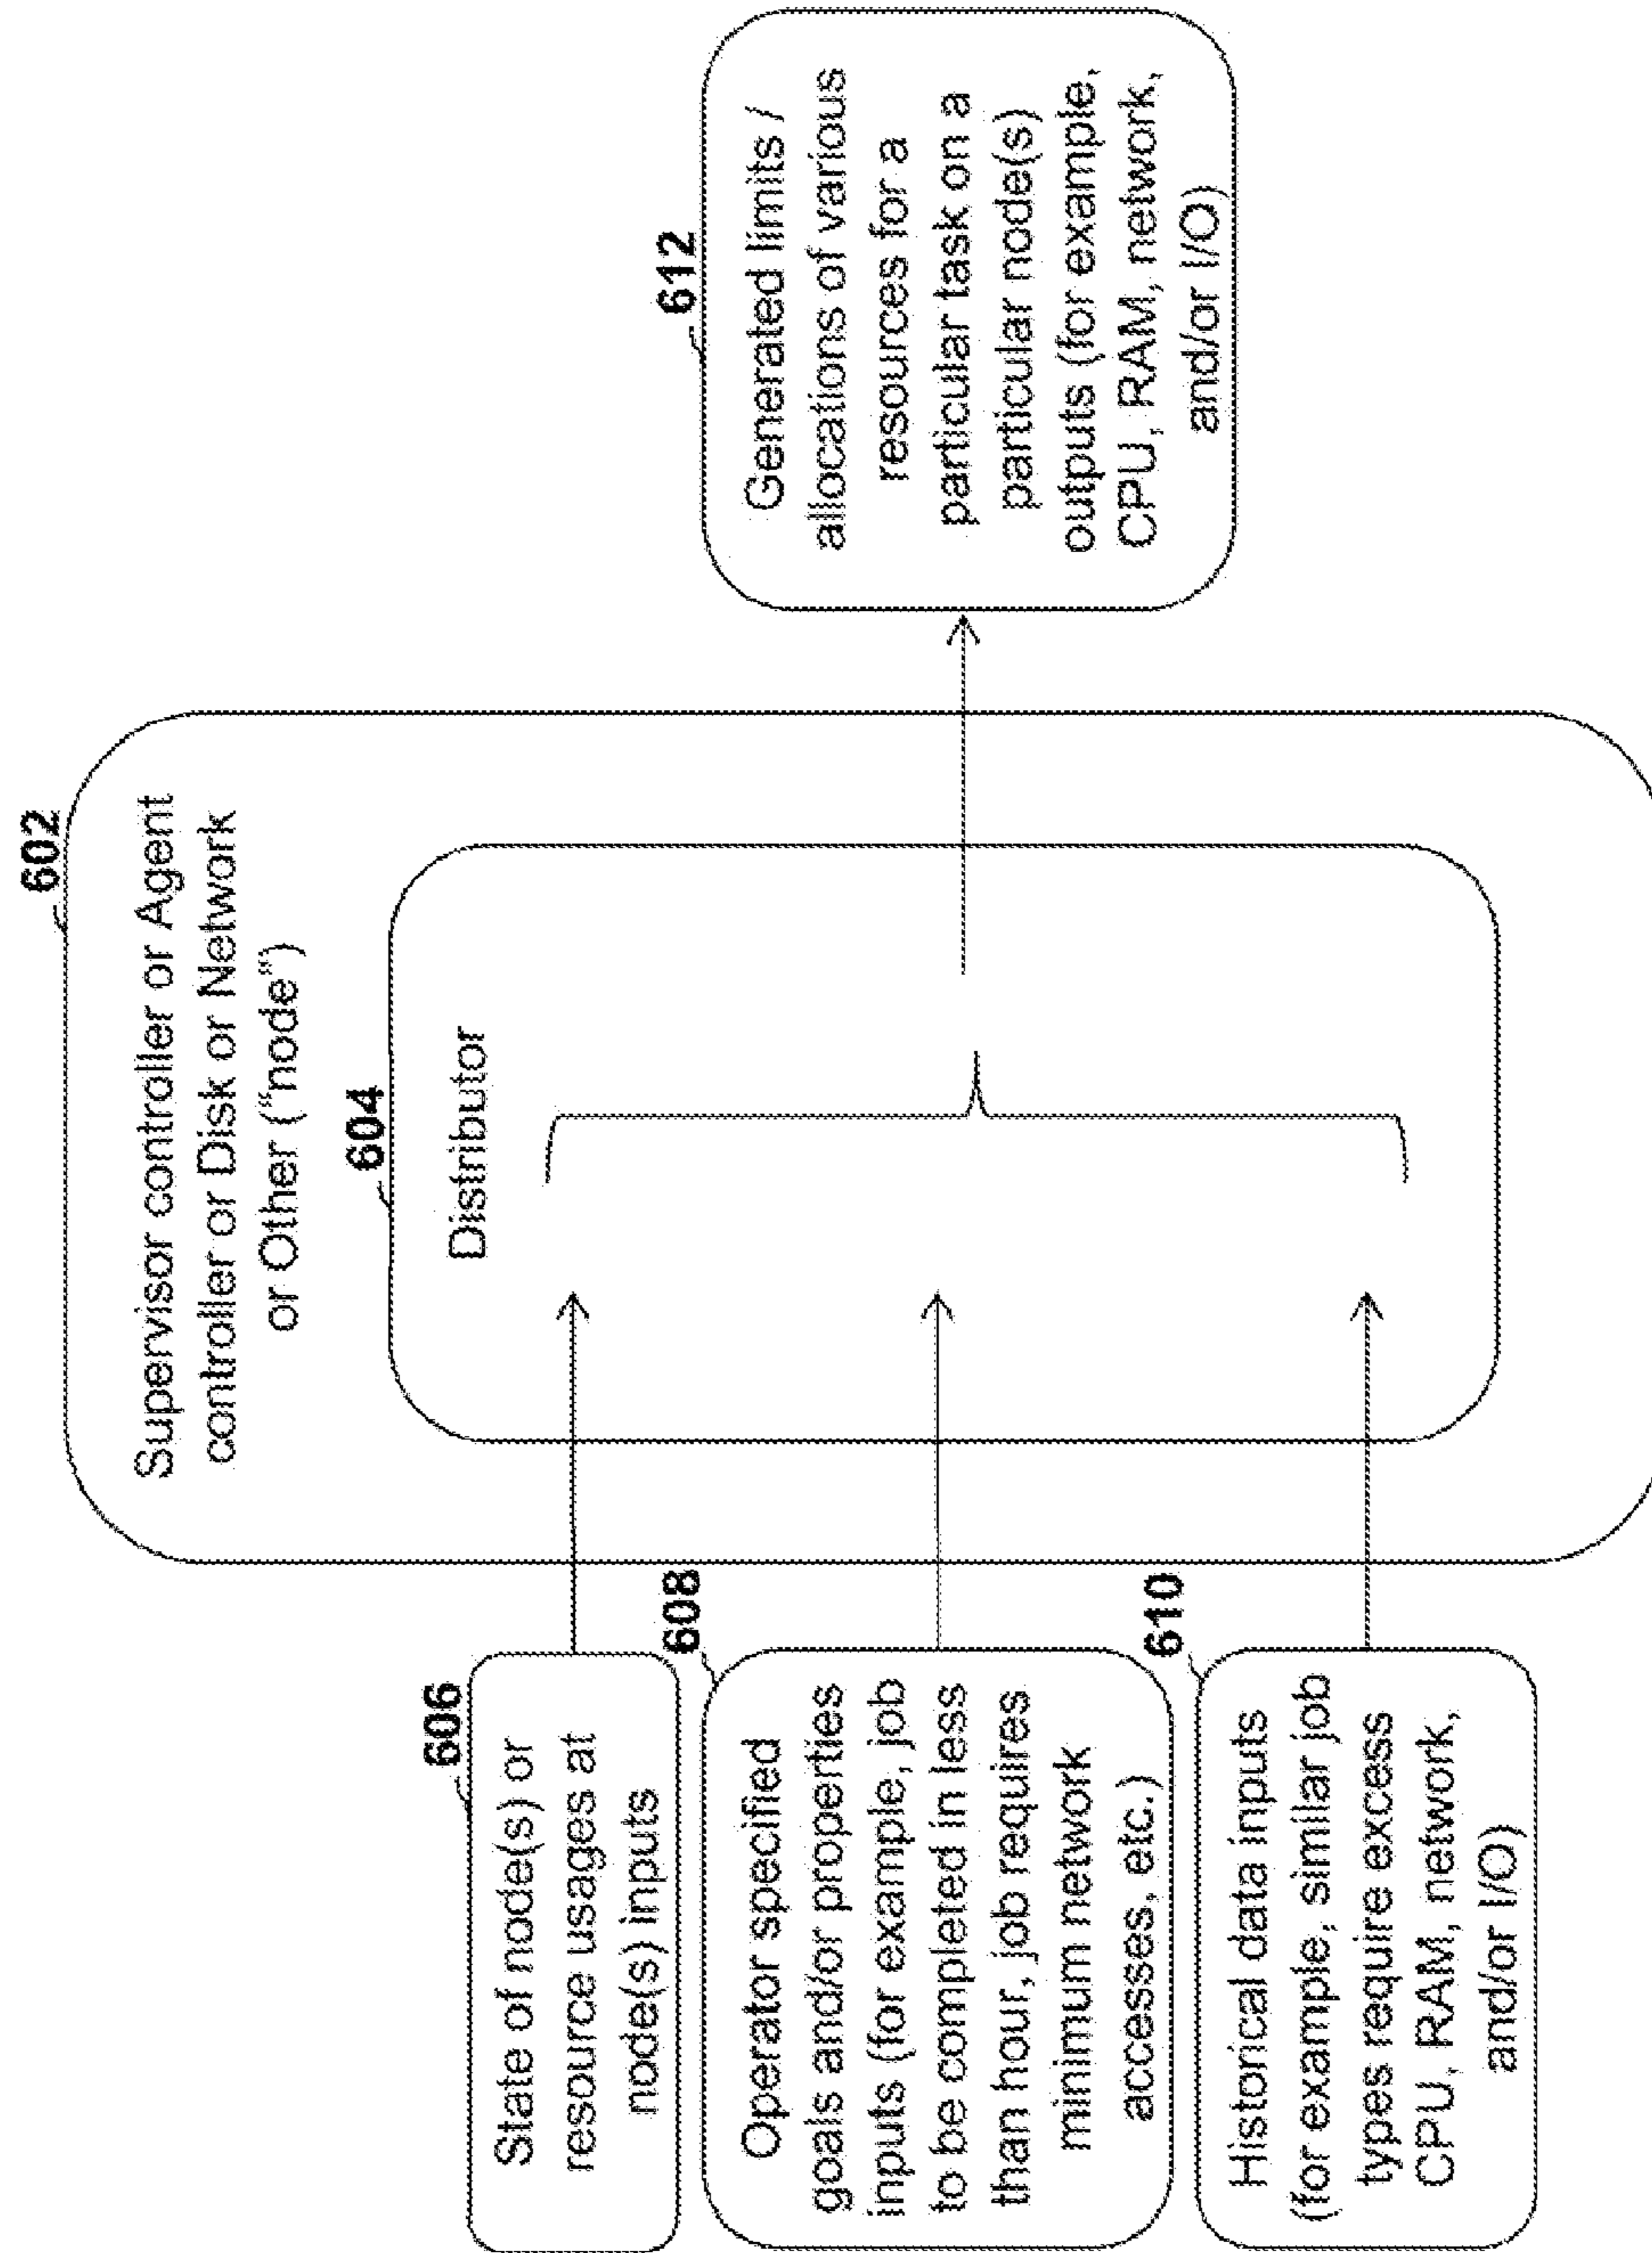 602
Supervisor controller or Agent
controller or Disk or Network
or Other ("node")
604
Distributor
606
State of node(s) or
resource usages at
node(s) inputs
608
Operator specified
goals and/or properties
inputs (for example, job
to be completed in less
than hour, job requires
minimum network
accesses, etc.)
610
Historical data inputs
(for example, similar job
types require excess
CPU, RAM, network,
and/or I/O)
612
Generated limits /
allocations of various
resources for a
particular task on a
particular node(s)
outputs (for example,
CPU, RAM, network,
and/or I/O)